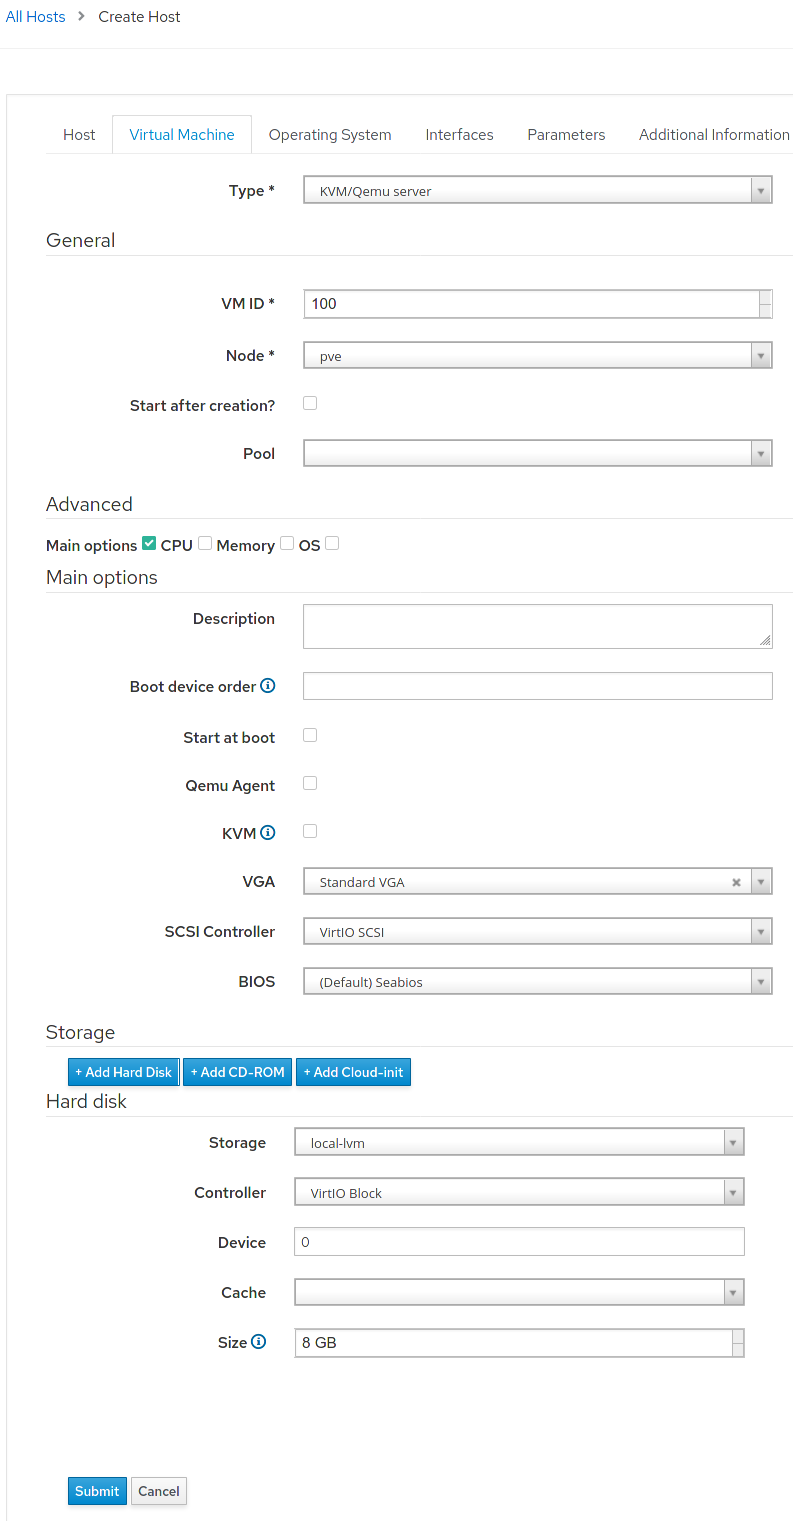 All Hosts > Create Host
Host Virtual Machine Operating System Interfaces Parameters Additional Information
Type * KVM/Qemu server
General
VM ID * 100
Node * pve
Start after creation?
Pool
Advanced
Main options CPU Memory OS
Main options
Description
Boot device order
Start at boot
Qemu Agent
KVM
VGA Standard VGA
SCSI Controller VirtIO SCSI
BIOS (Default) Seabios
Storage
+ Add Hard Disk + Add CD-ROM + Add Cloud-init
Hard disk
Storage local-lvm
Controller VirtIO Block
Device 0
Cache
Size 8 GB
Submit Cancel